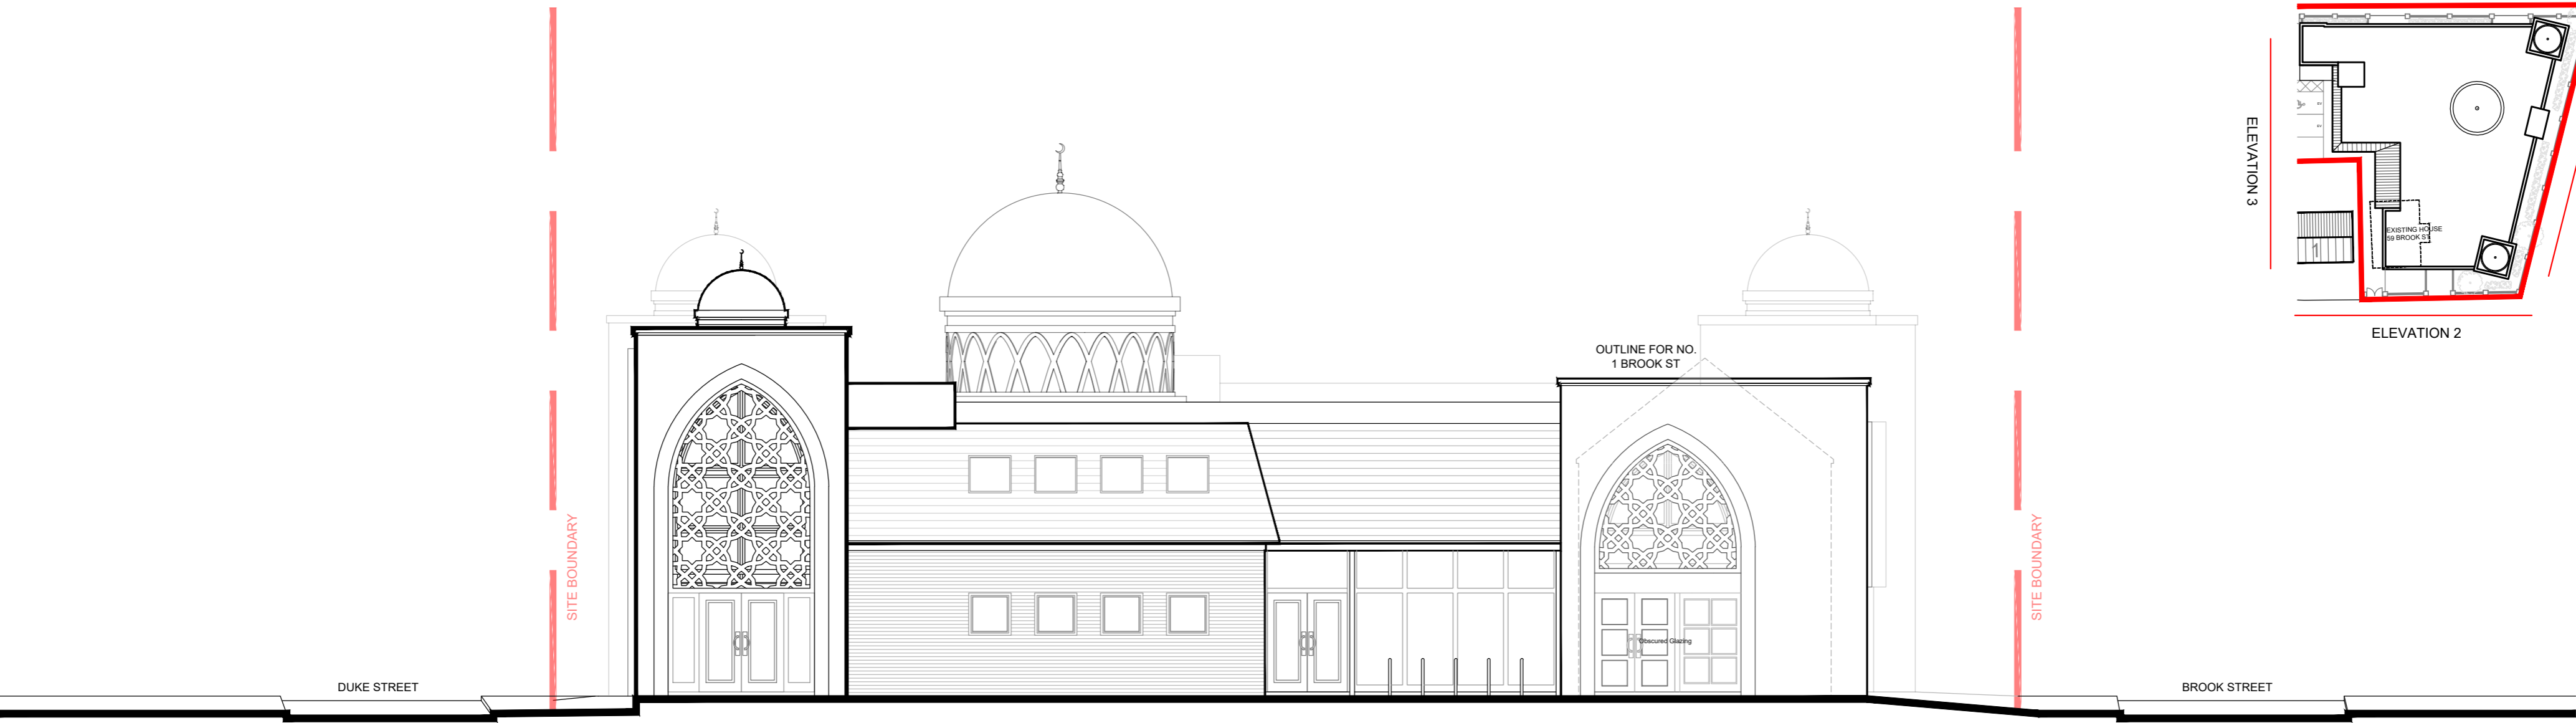 ELEVATION 3
EXISTING HOUSE
59 BROOK ST
1
ELEVATION 2
OUTLINE FOR NO.
1 BROOK ST
SITE BOUNDARY
SITE BOUNDARY
Obscured Glazing
DUKE STREET
BROOK STREET